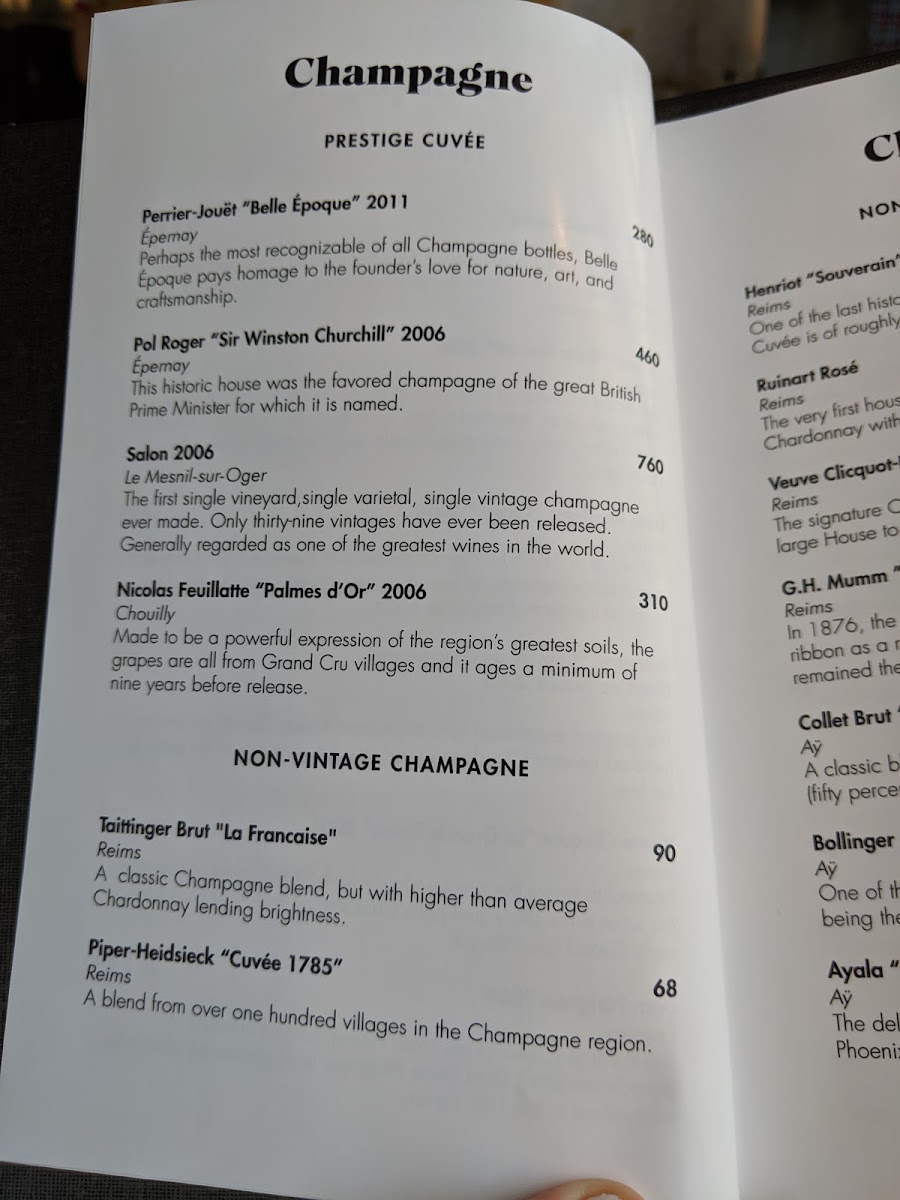 Champagne
PRESTIGE CUVÉE
Perrier-Jouët “Belle Époque” 2011
280
Épernay
Perhaps the most recognizable of all Champagne bottles, Belle
Époque pays homage to the founder’s love for nature, art, and
craftsmanship.
Pol Roger “Sir Winston Churchill” 2006
460
Épernay
This historic house was the favored champagne of the great British
Prime Minister for which it is named.
Salon 2006
760
Le Mesnil-sur-Oger
The first single vineyard,single varietal, single vintage champagne
ever made. Only thirty-nine vintages have ever been released.
Generally regarded as one of the greatest wines in the world.
Nicolas Feuillatte “Palmes d’Or” 2006
310
Chouilly
Made to be a powerful expression of the region’s greatest soils, the
grapes are all from Grand Cru villages and it ages a minimum of
nine years before release.
NON-VINTAGE CHAMPAGNE
Taittinger Brut "La Francaise"
90
Reims
A classic Champagne blend, but with higher than average
Chardonnay lending brightness.
Piper-Heidsieck “Cuvée 1785”
68
Reims
A blend from over one hundred villages in the Champagne region.
NON
Henriot “Souverain”
Reims
One of the last
Cuvée is of roughly
Ruinart Rosé
Reims
The very first
Chardonnay with
Veuve Clicquot-
Reims
The signature
large House to
G.H. Mumm “
Reims
In 1876, the
ribbon as a
remained the
Collet Brut “
Aÿ
A classic
(fifty
Bollinger
Aÿ
One of
being the
Ayala “
Aÿ
The